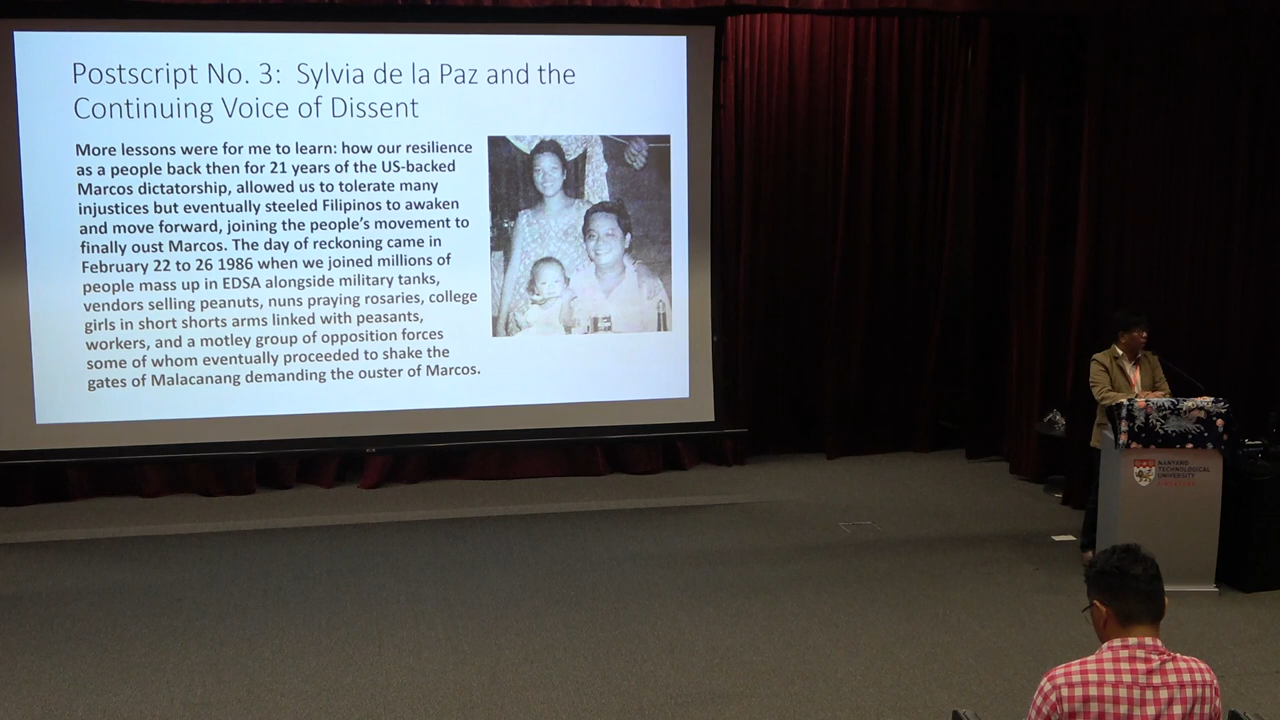 Postscript No. 3: Sylvia de la Paz and the
Continuing Voice of Dissent
More lessons were for me to learn: how our resilience
as a people back then for 21 years of the US-backed
Marcos dictatorship, allowed us to tolerate many
injustices but eventually steeled Filipinos to awaken
and move forward, joining the people's movement to
finally oust Marcos. The day of reckoning came in
February 22 to 26 1986 when we joined millions of
people mass up in EDSA alongside military tanks,
vendors selling peanuts, nuns praying rosaries, college
girls in short shorts arms linked with peasants,
workers, and a motley group of opposition forces
some of whom eventually proceeded to shake the
gates of Malacanang demanding the ouster of Marcos.
NANYANG
TECHNOLOGICAL
UNIVERSITY
SINGAPORE